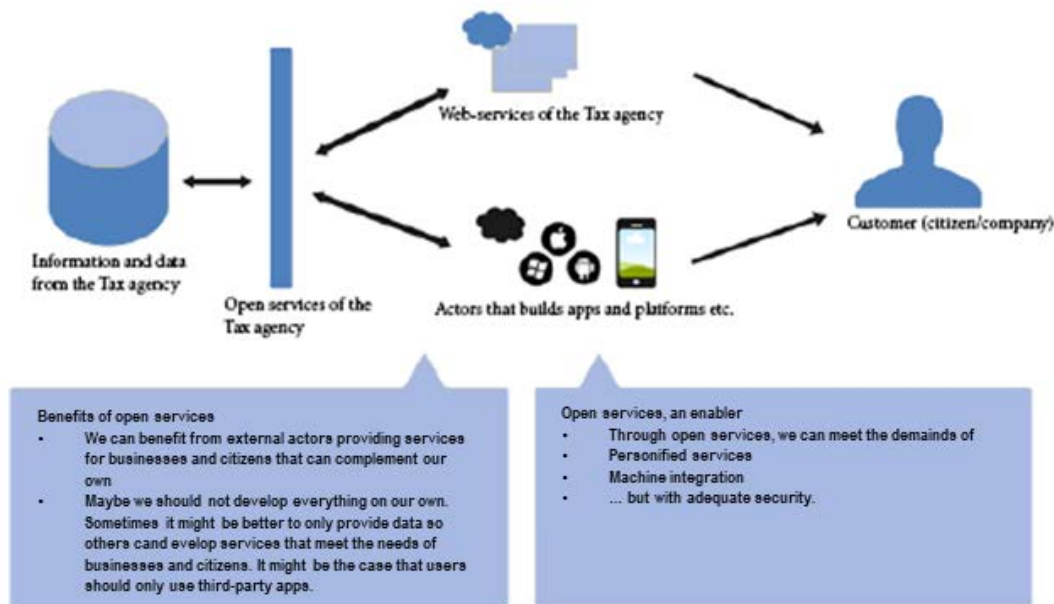 Web-services of the Tax agency
Customer (citizen/company)
Information and data
from the Tax agency
Open services of the
Tax agency
Actors that builds apps and platforms etc.
Benefits of open services
• We can benefit from external actors providing services
for businesses and citizens that can complement our
own
• Maybe we should not develop everything on our own.
Sometimes it might be better to only provide data so
others cand evelop services that meet the needs of
businesses and citizens. It might be the case that users
should only use third-party apps.
Open services, an enabler
• Through open services, we can meet the demainds of
• Personified services
• Machine integration
• ... but with adequate security.